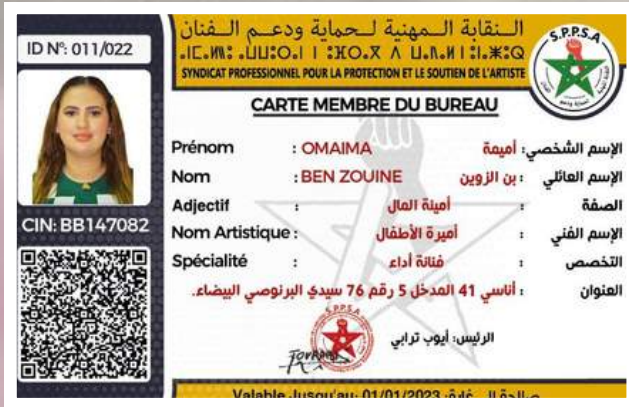 النقابة المهنية لحماية ودعم الفنان
SYNDICAT PROFESSIONNEL POUR LA PROTECTION ET LE SOUTIEN DE L'ARTISTE
S.P.P.S.A
ID N°: 011/022
CARTE MEMBRE DU BUREAU
Prénom : OMAIMA الإسم الشخصي: أميمة
Nom : BEN ZOUINE الإسم العائلي : بن الزوين
Adjectif : أمينة المال : الصفة
CIN: BB147082
Nom Artistique : أميرة الأطفال : الإسم الفني
Spécialité : فنانة أداء : التخصص
العنوان : أناسي 41 المدخل 5 رقم 76 سيدي البرنوصي البيضاء.
S.P.P.S.A
الرئيس: أيوب ترابي
Valable Jusqu'au: 01/01/2023 صالحة إلى غاية: